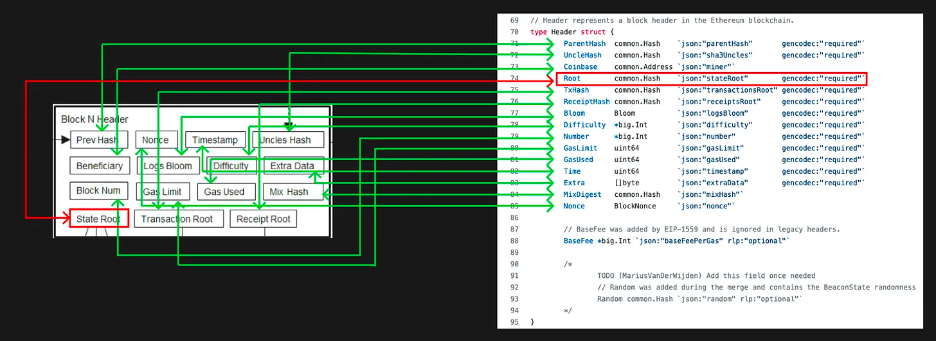 Block N Header
Prev Hash Nonce Timestamp Uncles Hash
Beneficiary Logs Bloom Difficulty Extra Data
Block Num Gas Limit Gas Used Mix Hash
State Root Transaction Root Receipt Root
69 // Header represents a block header in the Ethereum blockchain.
70 type Header struct {
71 ParentHash common.Hash `json:"parentHash" gencodec:"required"`
72 UncleHash common.Hash `json:"sha3Uncles" gencodec:"required"`
73 Coinbase common.Address `json:"miner"`
74 Root common.Hash `json:"stateRoot" gencodec:"required"`
75 TxHash common.Hash `json:"transactionsRoot" gencodec:"required"`
76 ReceiptHash common.Hash `json:"receiptsRoot" gencodec:"required"`
77 Bloom Bloom `json:"logsBloom" gencodec:"required"`
78 Difficulty *big.Int `json:"difficulty" gencodec:"required"`
79 Number *big.Int `json:"number" gencodec:"required"`
80 GasLimit uint64 `json:"gasLimit" gencodec:"required"`
81 GasUsed uint64 `json:"gasUsed" gencodec:"required"`
82 Time uint64 `json:"timestamp" gencodec:"required"`
83 Extra []byte `json:"extraData" gencodec:"required"`
84 MixDigest common.Hash `json:"mixHash"`
85 Nonce BlockNonce `json:"nonce"`
86
87 // BaseFee was added by EIP-1559 and is ignored in legacy headers.
88 BaseFee *big.Int `json:"baseFeePerGas" rlp:"optional"`
89
90 /*
91 TODO (MariusVanDerWijden) Add this field once needed
92 // Random was added during the merge and contains the BeaconState randomness
93 Random common.Hash `json:"random" rlp:"optional"`
94 */
95 }